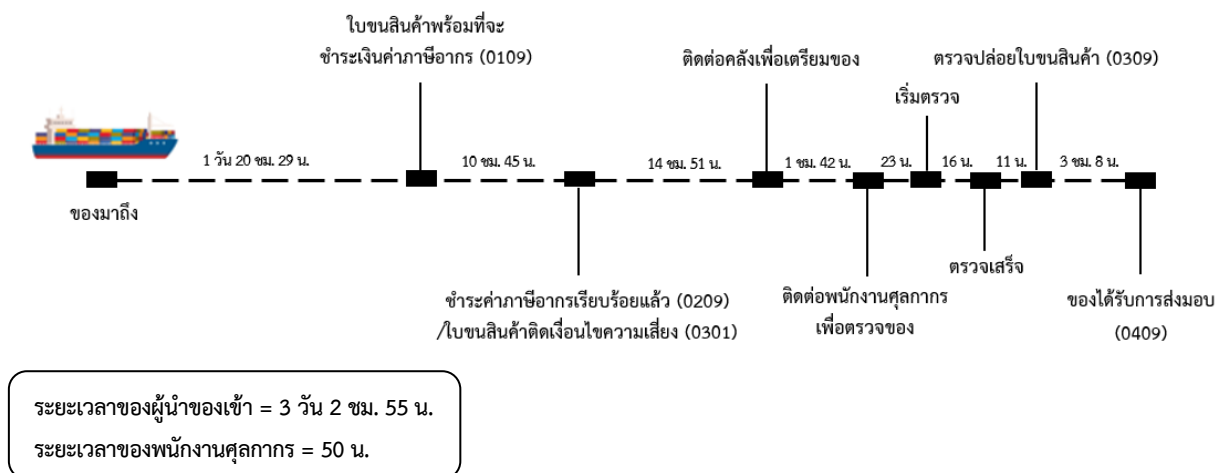 ใบขนสินค้าพร้อมที่จะ
ชำระเงินค่าภาษีอากร (0109)
ติดต่อคลังเพื่อเตรียมของ
ตรวจปล่อยใบขนสินค้า (0309)
เริ่มตรวจ
1 วัน 20 ชม. 29 น.
10 ชม. 45 น.
14 ชม. 51 น.
1 ชม. 42 น.
23 น.
16 น.
11 น.
3 ชม. 8 น.
ของมาถึง
ชำระค่าภาษีอากรเรียบร้อยแล้ว (0209)
/ใบขนสินค้าติดเงื่อนไขความเสี่ยง (0301)
ติดต่อพนักงานศุลกากร
เพื่อตรวจของ
ตรวจเสร็จ
ของได้รับการส่งมอบ
(0409)
ระยะเวลาของผู้นำของเข้า = 3 วัน 2 ชม. 55 น.
ระยะเวลาของพนักงานศุลกากร = 50 น.